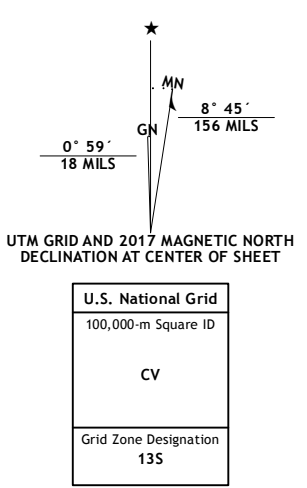 MN
GN
8° 45´
156 MILS
0° 59´
18 MILS
UTM GRID AND 2017 MAGNETIC NORTH
DECLINATION AT CENTER OF SHEET
U.S. National Grid
100,000-m Square ID
CV
Grid Zone Designation
13S